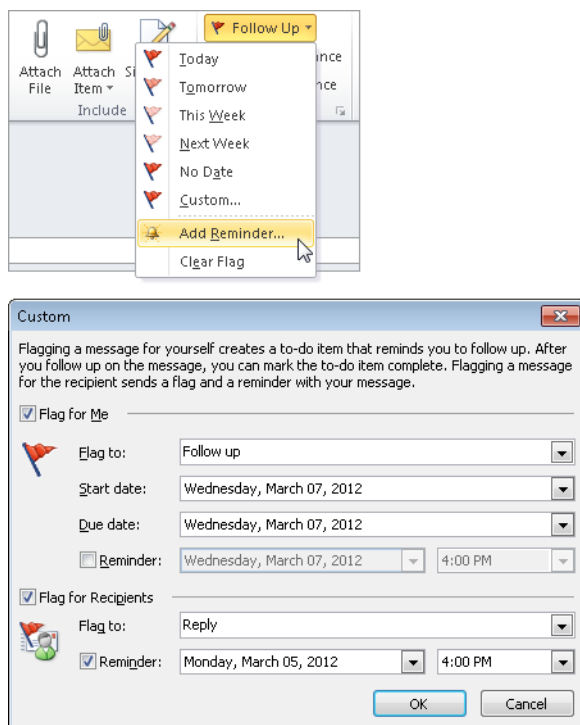 Follow Up
Attach File
Attach Item
Include
Today
Tomorrow
This Week
Next Week
No Date
Custom...
Add Reminder...
Clear Flag
Custom
Flagging a message for yourself creates a to-do item that reminds you to follow up. After
you follow up on the message, you can mark the to-do item complete. Flagging a message
for the recipient sends a flag and a reminder with your message.
Flag for Me
Flag to: Follow up
Start date: Wednesday, March 07, 2012
Due date: Wednesday, March 07, 2012
Reminder: Wednesday, March 07, 2012 4:00 PM
Flag for Recipients
Flag to: Reply
Reminder: Monday, March 05, 2012 4:00 PM
OK Cancel